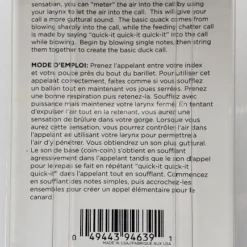 sensation, you can "meter" the air into the call by using
your larynx to let the air into the call. This will give your
call a more guttural sound. The basic quack comes from
blowing sharply into the call, while the feeding chatter call
is made by saying "quick-it quick-it quick-it" into the call
while blowing. Begin by blowing single notes, then string
them together to create the basic duck call.
MODE D'EMPLOI: Prenez l'appelant entre votre index
et votre pouce près du bout du barillet. Pour utiliser cet
appelant correctement, faites comme si vous souffliez
un ballon tout en maintenant vos joues serrées. Prenez
une bonne respiration et retenez-la. Soufflez avec
puissance mais maintenez votre larynx fermé. En tentant
d'expulser l'air en la retenant, vous obtenez une
sensation de brûlure dans votre gorge. Lorsque vous
aurez cette sensation, vous pourrez contrôler l'air dans
l'appelant en utilisant votre larynx pour permettre à
l'air d'y pénétrer. Vous obtiendrez un son plus profond.
Le son de base (coin-coin) s'obtient en soufflant
agressivement dans l'appelant tandis que le son d'appel
pour le repas se fait en répétant "quick-it quick-it
quick-it" dans l'appelant tout en soufflant. Commencez
en soufflant des notes simples, puis accrochez-les
ensembles pour créer un appel élémentaire pour le
canard.
0 49443 94639 1
MADE IN USA/FABRIQUÉ AUX USA